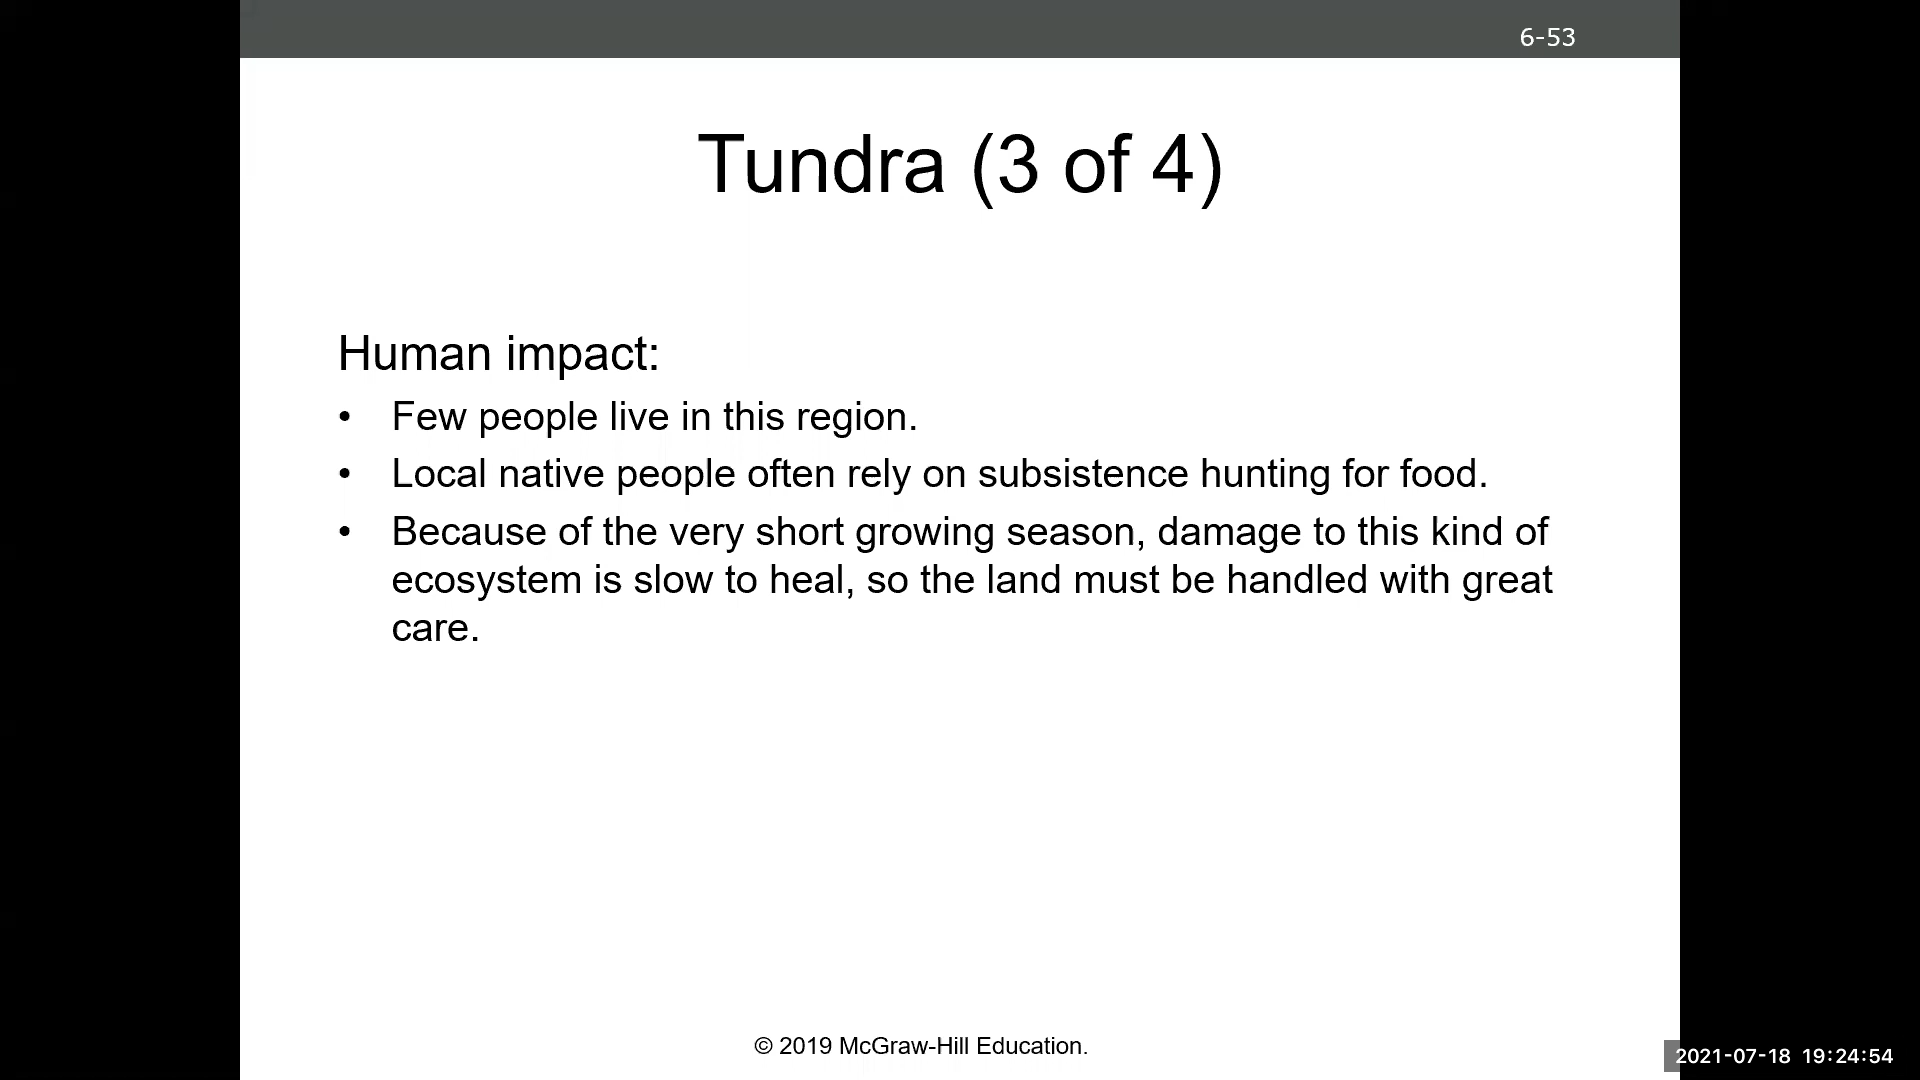 6-53
Tundra (3 of 4)
Human impact:
• Few people live in this region.
• Local native people often rely on subsistence hunting for food.
• Because of the very short growing season, damage to this kind of
ecosystem is slow to heal, so the land must be handled with great
care.
© 2019 McGraw-Hill Education.
2021-07-18 19:24:54